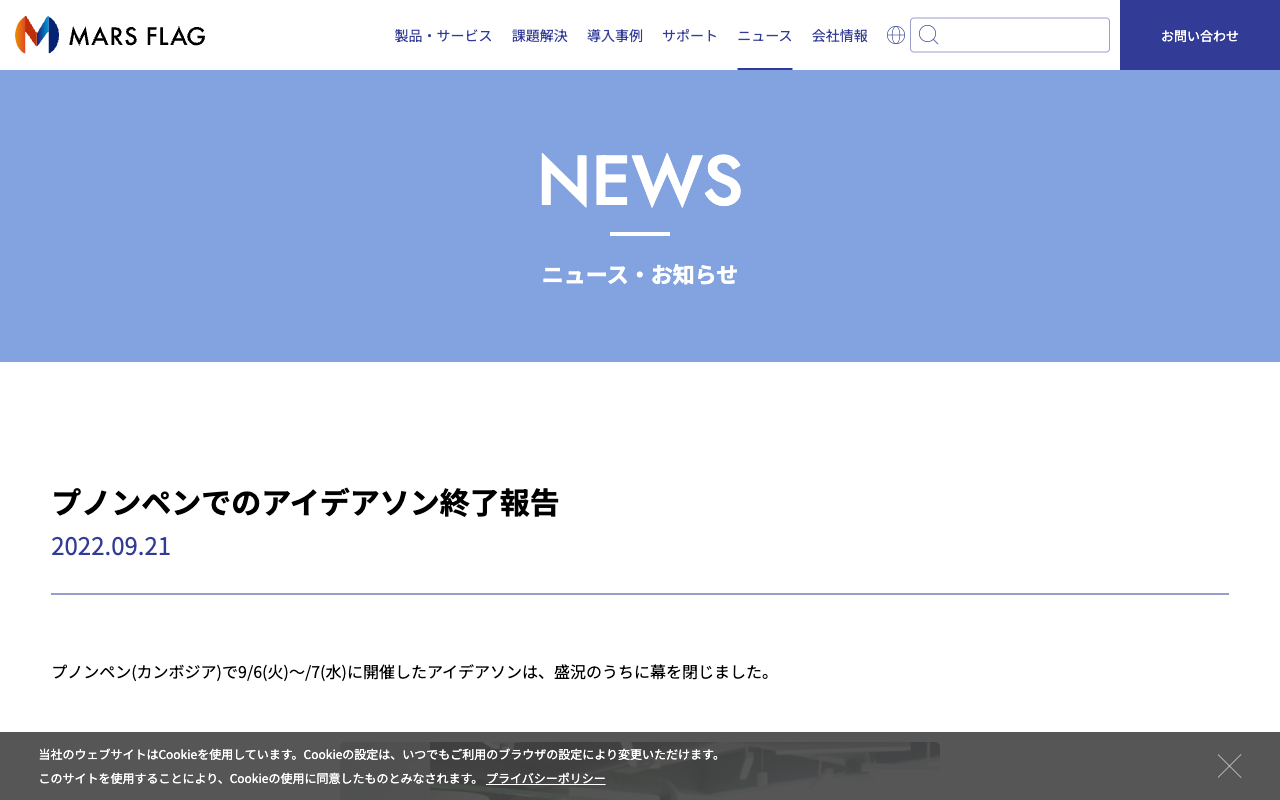 MARS FLAG
製品・サービス 課題解決 導入事例 サポート ニュース 会社情報 お問い合わせ
NEWS
ニュース・お知らせ
プノンペンでのアイデアソン終了報告
2022.09.21
プノンペン(カンボジア)で9/6(火)〜/7(水)に開催したアイデアソンは、盛況のうちに幕を閉じました。
当社のウェブサイトはCookieを使用しています。Cookieの設定は、いつでもご利用のブラウザの設定により変更いただけます。
このサイトを使用することにより、Cookieの使用に同意したものとみなされます。 プライバシーポリシー